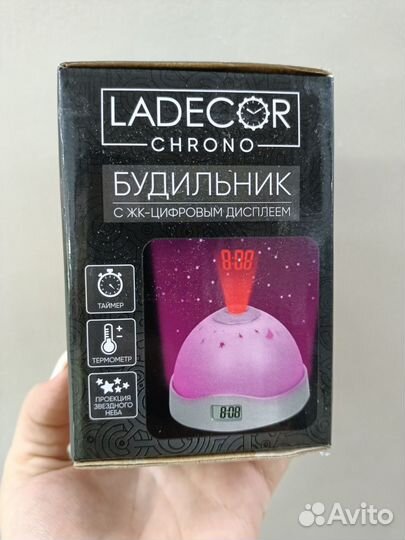 LADECOR
CHRONO
БУДИЛЬНИК
С ЖК-ЦИФРОВЫМ ДИСПЛЕЕМ
8:08
ТАЙМЕР
ТЕРМОМЕТР
ПРОЕКЦИЯ
ЗВЕЗДНОГО
НЕБА
8:08
Avito